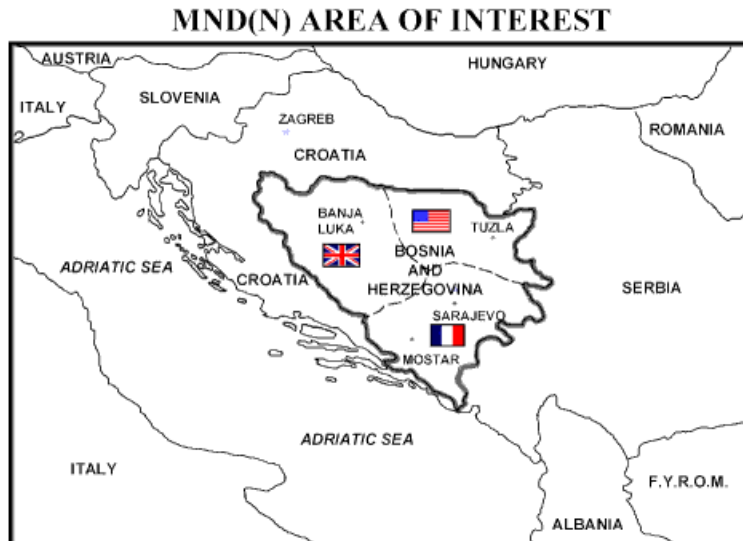 MND(N) AREA OF INTEREST
AUSTRIA
HUNGARY
SLOVENIA
ITALY
ZAGREB
ROMANIA
CROATIA
BANJA
LUKA
TUZLA
BOSNIA
AND
HERZEGOVINA
ADRIATIC SEA
CROATIA
SERBIA
SARAJEVO
MOSTAR
ADRIATIC SEA
ITALY
F.Y.R.O.M.
ALBANIA